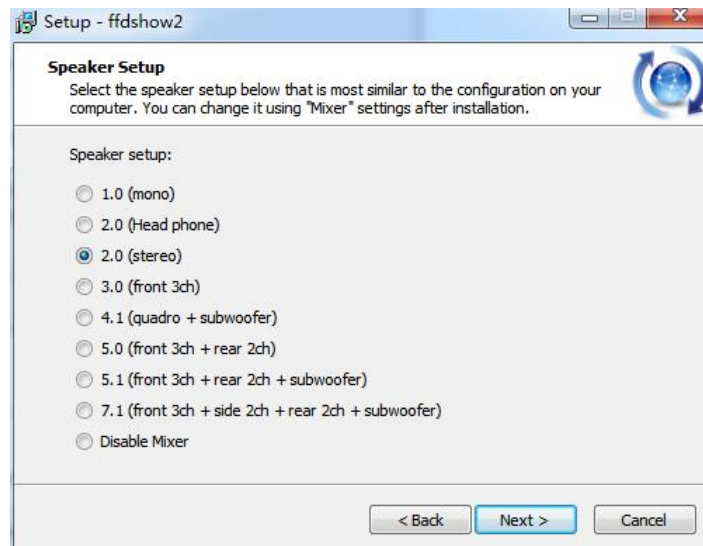 Setup - ffdshow2
Speaker Setup
Select the speaker setup below that is most similar to the configuration on your
computer. You can change it using "Mixer" settings after installation.
Speaker setup:
1.0 (mono)
2.0 (Head phone)
2.0 (stereo)
3.0 (front 3ch)
4.1 (quadro + subwoofer)
5.0 (front 3ch + rear 2ch)
5.1 (front 3ch + rear 2ch + subwoofer)
7.1 (front 3ch + side 2ch + rear 2ch + subwoofer)
Disable Mixer
< Back Next > Cancel